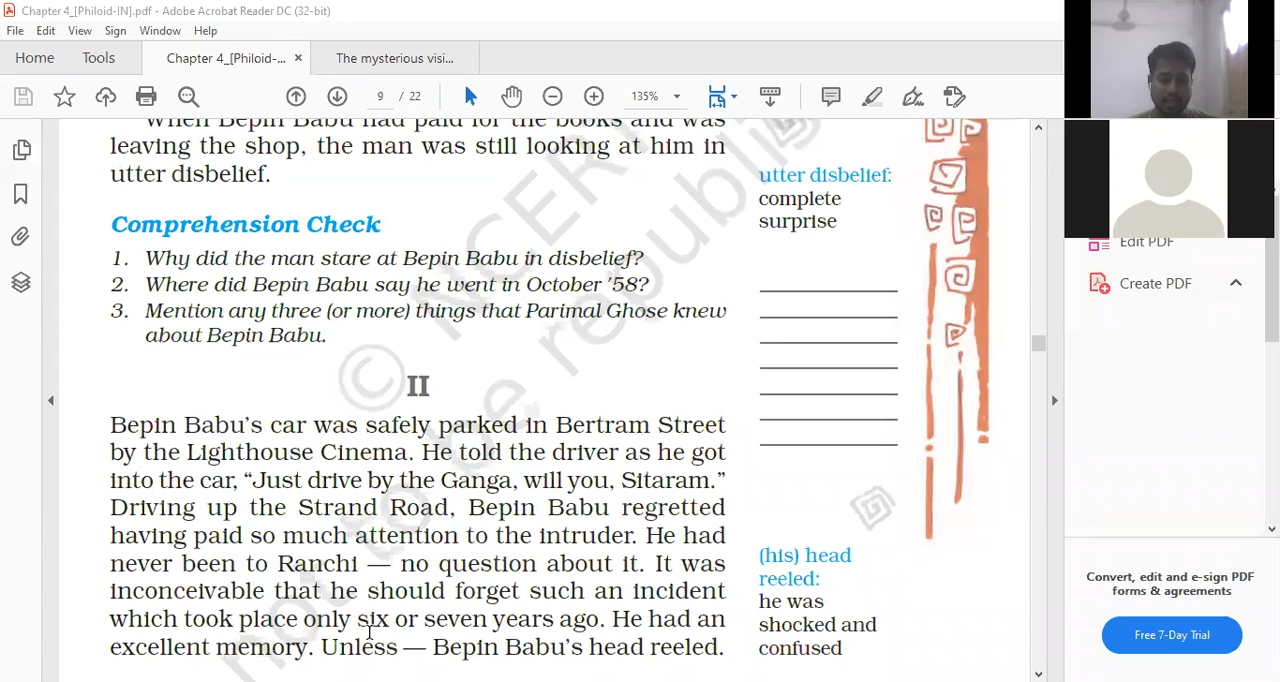 Chapter 4_[Philoid-IN].pdf - Adobe Acrobat Reader DC (32-bit)
File Edit View Sign Window Help
Home Tools Chapter 4_[Philoid-... × The mysterious visi...
9 / 22 135%
When Bepin Babu had paid for the books and was
leaving the shop, the man was still looking at him in
utter disbelief.
utter disbelief:
complete
surprise
Comprehension Check
1. Why did the man stare at Bepin Babu in disbelief?
2. Where did Bepin Babu say he went in October '58?
3. Mention any three (or more) things that Parimal Ghose knew
about Bepin Babu.
II
Bepin Babu’s car was safely parked in Bertram Street
by the Lighthouse Cinema. He told the driver as he got
into the car, “Just drive by the Ganga, will you, Sitaram.”
Driving up the Strand Road, Bepin Babu regretted
having paid so much attention to the intruder. He had
never been to Ranchi — no question about it. It was
inconceivable that he should forget such an incident
which took place only six or seven years ago. He had an
excellent memory. Unless — Bepin Babu’s head reeled.
(his) head
reeled:
he was
shocked and
confused
© NCERT
not to be republi
Edit PDF
Create PDF
Convert, edit and e-sign PDF
forms & agreements
Free 7-Day Trial